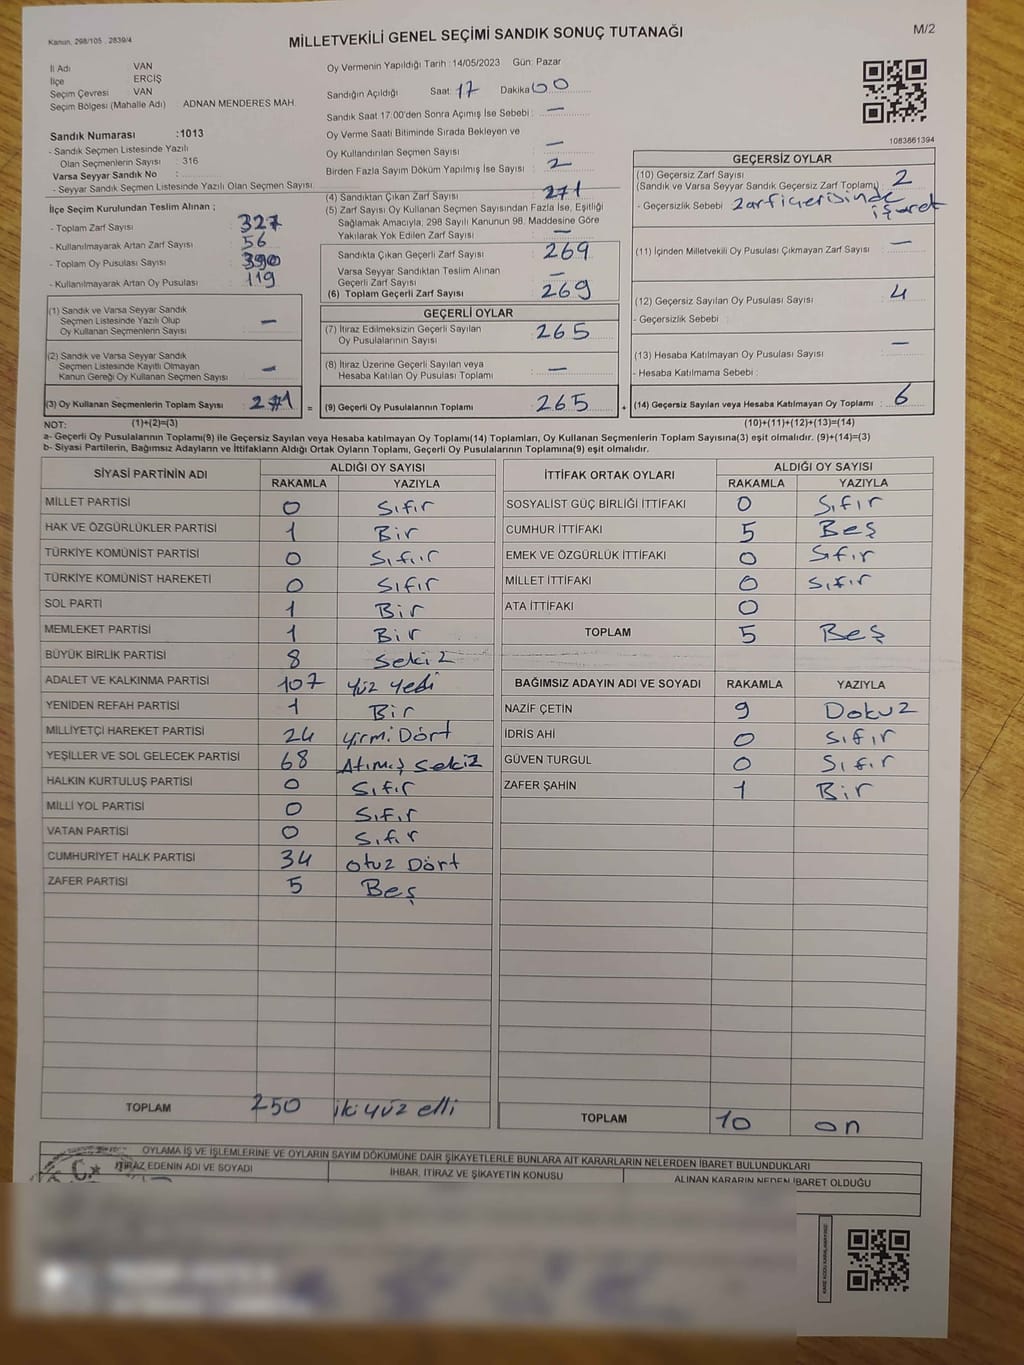 Kanun, 298/105 , 2839/4
MİLLETVEKİLİ GENEL SEÇİMİ SANDIK SONUÇ TUTANAĞI
M/2
İl Adı VAN
İlçe ERCİŞ
Seçim Çevresi : VAN
Seçim Bölgesi (Mahalle Adı) ADNAN MENDERES MAH.
Sandık Numarası :1013
- Sandık Seçmen Listesinde Yazılı
Olan Seçmenlerin Sayısı : 316
Varsa Seyyar Sandık No :
- Seyyar Sandık Seçmen Listesinde Yazılı Olan Seçmen Sayısı:
İlçe Seçim Kurulundan Teslim Alınan ;
- Toplam Zarf Sayısı 327
- Kullanılmayarak Artan Zarf Sayısı 56
- Toplam Oy Pusulası Sayısı 390
- Kullanılmayarak Artan Oy Pusulası 119
(1) Sandık ve Varsa Seyyar Sandık
Seçmen Listesinde Yazılı Olup
Oy Kullanan Seçmenlerin Sayısı —
(2) Sandık ve Varsa Seyyar Sandık
Seçmen Listesinde Kayıtlı Olmayan
Kanun Gereği Oy Kullanan Seçmen Sayısı —
(3) Oy Kullanan Seçmenlerin Toplam Sayısı 271 =
Oy Vermenin Yapıldığı Tarih : 14/05/2023 Gün: Pazar
Sandığın Açıldığı Saat: 17 Dakika 00
Sandık Saat 17:00'den Sonra Açımış İse Sebebi : —
Oy Verme Saati Bitiminde Sırada Bekleyen ve
Oy Kullandırılan Seçmen Sayısı —
Birden Fazla Sayım Döküm Yapılmış İse Sayısı : 2
(4) Sandıktan Çıkan Zarf Sayısı 271
(5) Zarf Sayısı Oy Kullanan Seçmen Sayısından Fazla İse, Eşitliği
Sağlamak Amacıyla, 298 Sayılı Kanunun 98. Maddesine Göre
Yakılarak Yok Edilen Zarf Sayısı : —
Sandıkta Çıkan Geçerli Zarf Sayısı 269
Varsa Seyyar Sandıktan Teslim Alınan
Geçerli Zarf Sayısı —
(6) Toplam Geçerli Zarf Sayısı 269
GEÇERLİ OYLAR
(7) İtiraz Edilmeksizin Geçerli Sayılan
Oy Pusulalarının Sayısı: 265
(8) İtiraz Üzerine Geçerli Sayılan veya
Hesaba Katılan Oy Pusulası Toplamı —
(9) Geçerli Oy Pusulalarının Toplamı 265 +
1083661394
GEÇERSİZ OYLAR
(10) Geçersiz Zarf Sayısı
(Sandık ve Varsa Seyyar Sandık Geçersiz Zarf Toplamı) 2
- Geçersizlik Sebebi zarf içerisinde
işaret
(11) İçinden Milletvekili Oy Pusulası Çıkmayan Zarf Sayısı —
(12) Geçersiz Sayılan Oy Pusulası Sayısı 4
- Geçersizlik Sebebi :
(13) Hesaba Katılmayan Oy Pusulası Sayısı —
- Hesaba Katılmama Sebebi :
(14) Geçersiz Sayılan veya Hesaba Katılmayan Oy Toplamı 6
NOT: (1)+(2)=(3) (10)+(11)+(12)+(13)=(14)
a- Geçerli Oy Pusulalarının Toplamı(9) ile Geçersiz Sayılan veya Hesaba katılmayan Oy Toplamı(14) Toplamları, Oy Kullanan Seçmenlerin Toplam Sayısına(3) eşit olmalıdır. (9)+(14)=(3)
b- Siyasi Partilerin, Bağımsız Adayların ve İttifakların Aldığı Ortak Oyların Toplamı, Geçerli Oy Pusulalarının Toplamına(9) eşit olmalıdır.
SİYASİ PARTİNİN ADI ALDIĞI OY SAYISI
RAKAMLA YAZIYLA
MİLLET PARTİSİ 0 Sıfır
HAK VE ÖZGÜRLÜKLER PARTİSİ 1 Bir
TÜRKİYE KOMÜNİST PARTİSİ 0 Sıfır
TÜRKİYE KOMÜNİST HAREKETİ 0 Sıfır
SOL PARTİ 1 Bir
MEMLEKET PARTİSİ 1 Bir
BÜYÜK BİRLİK PARTİSİ 8 Sekiz
ADALET VE KALKINMA PARTİSİ 107 Yüz yedi
YENİDEN REFAH PARTİSİ 1 Bir
MİLLİYETÇİ HAREKET PARTİSİ 24 yirmi Dört
YEŞİLLER VE SOL GELECEK PARTİSİ 68 Atmış Sekiz
HALKIN KURTULUŞ PARTİSİ 0 Sıfır
MİLLİ YOL PARTİSİ 0 Sıfır
VATAN PARTİSİ 0 Sıfır
CUMHURİYET HALK PARTİSİ 34 Otuz Dört
ZAFER PARTİSİ 5 Beş
TOPLAM 250 iki yüz elli
İTTİFAK ORTAK OYLARI ALDIĞI OY SAYISI
RAKAMLA YAZIYLA
SOSYALİST GÜÇ BİRLİĞİ İTTİFAKI 0 Sıfır
CUMHUR İTTİFAKI 5 Beş
EMEK VE ÖZGÜRLÜK İTTİFAKI 0 Sıfır
MİLLET İTTİFAKI 0 Sıfır
ATA İTTİFAKI 0
TOPLAM 5 Beş
BAĞIMSIZ ADAYIN ADI VE SOYADI RAKAMLA YAZIYLA
NAZİF ÇETİN 9 Dokuz
İDRİS AHİ 0 Sıfır
GÜVEN TURGUL 0 Sıfır
ZAFER ŞAHİN 1 Bir
TOPLAM 10 on
OYLAMA İŞ VE İŞLEMLERİNE VE OYLARIN SAYIM DÖKÜMÜNE DAİR ŞİKAYETLERLE BUNLARA AİT KARARLARIN NELERDEN İBARET BULUNDUKLARI
İTİRAZ EDENİN ADI VE SOYADI İHBAR, İTİRAZ VE ŞİKAYETİN KONUSU ALINAN KARARIN NEDEN İBARET OLDUĞU